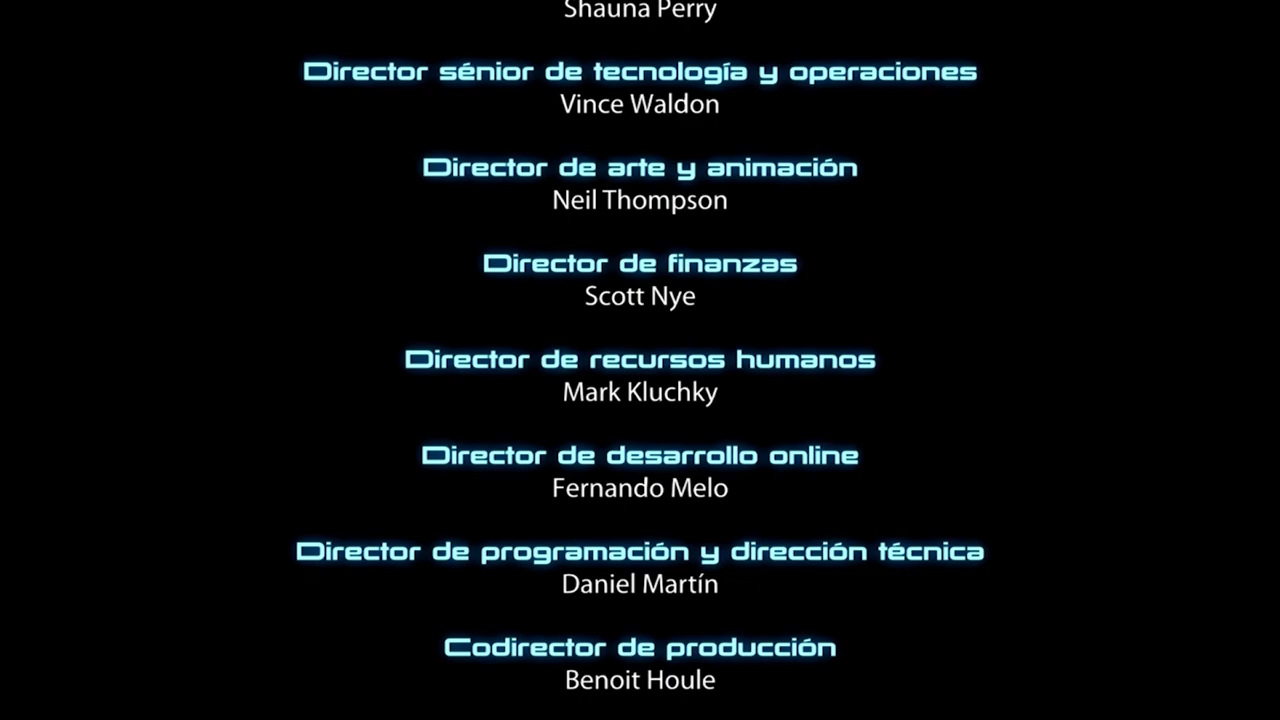 Shauna Perry
Director sénior de tecnología y operaciones
Vince Waldon
Director de arte y animación
Neil Thompson
Director de finanzas
Scott Nye
Director de recursos humanos
Mark Kluchky
Director de desarrollo online
Fernando Melo
Director de programación y dirección técnica
Daniel Martín
Codirector de producción
Benoit Houle